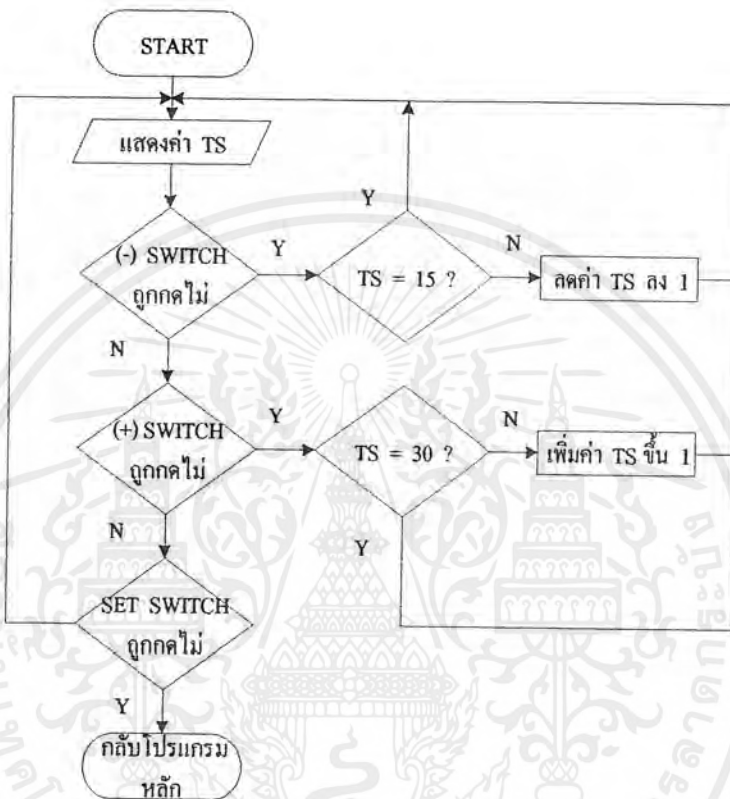 START
แสดงค่า TS
(-) SWITCH
ถูกกดไม่
Y
TS = 15 ?
Y
N
ลดค่า TS ลง 1
N
(+) SWITCH
ถูกกดไม่
Y
TS = 30 ?
N
เพิ่มค่า TS ขึ้น 1
Y
N
SET SWITCH
ถูกกดไม่
Y
กลับโปรแกรม
หลัก